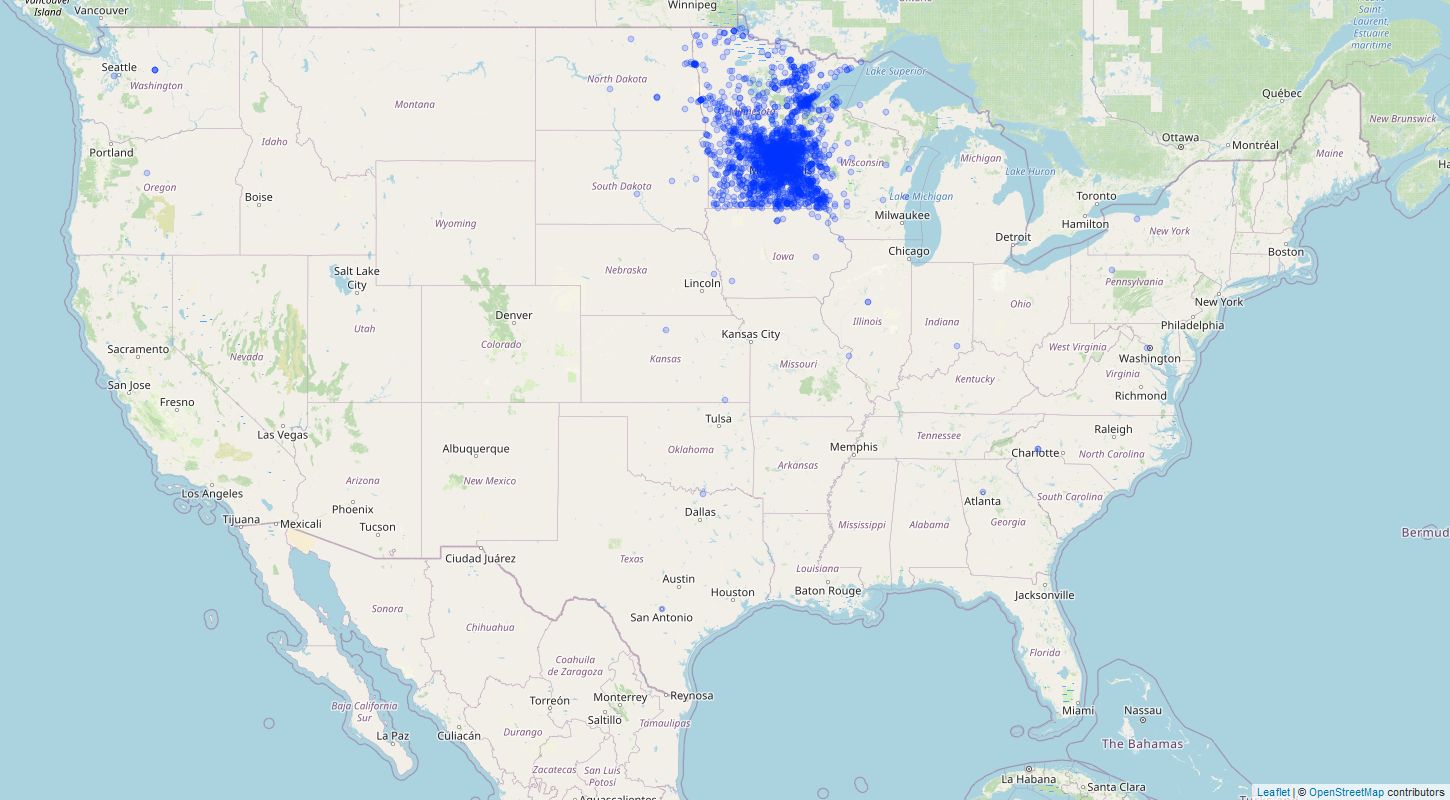 Vancouver
Island
Vancouver
Winnipeg
Ontario
Saint-
Laurent,
Estuaire
maritime
Seattle
Washington
North Dakota
Lake Superior
Montana
Minnesota
Québec
New Brunswick
Portland
Idaho
Ottawa
Montréal
Maine
Oregon
Wisconsin
Michigan
Lake Huron
Boise
South Dakota
Lake Michigan
Toronto
Wyoming
Milwaukee
Hamilton
New York
Detroit
Boston
Chicago
Iowa
Salt Lake
City
Nebraska
Lincoln
Pennsylvania
New York
Ohio
Denver
Illinois
Indiana
Philadelphia
Utah
Colorado
Kansas City
Sacramento
Nevada
Kansas
Missouri
West Virginia
Washington
Virginia
San Jose
Kentucky
Richmond
Fresno
Tulsa
Raleigh
Las Vegas
Albuquerque
Oklahoma
Memphis
Tennessee
Charlotte
North Carolina
Arkansas
Arizona
New Mexico
Los Angeles
Phoenix
Atlanta
South Carolina
Tijuana
Mexicali
Tucson
Dallas
Mississippi
Alabama
Georgia
Bermud
Ciudad Juárez
Texas
Louisiana
Austin
Houston
Baton Rouge
Jacksonville
Sonora
San Antonio
Chihuahua
Florida
Coahuila
de Zaragoza
Torreón
Monterrey
Reynosa
Baja California
Sur
Saltillo
Tamaulipas
Miami
Nassau
La Paz
Culiacán
Durango
The Bahamas
Zacatecas
San Luis
Potosí
La Habana
Santa Clara
Aguascalientes
Leaflet | © OpenStreetMap contributors